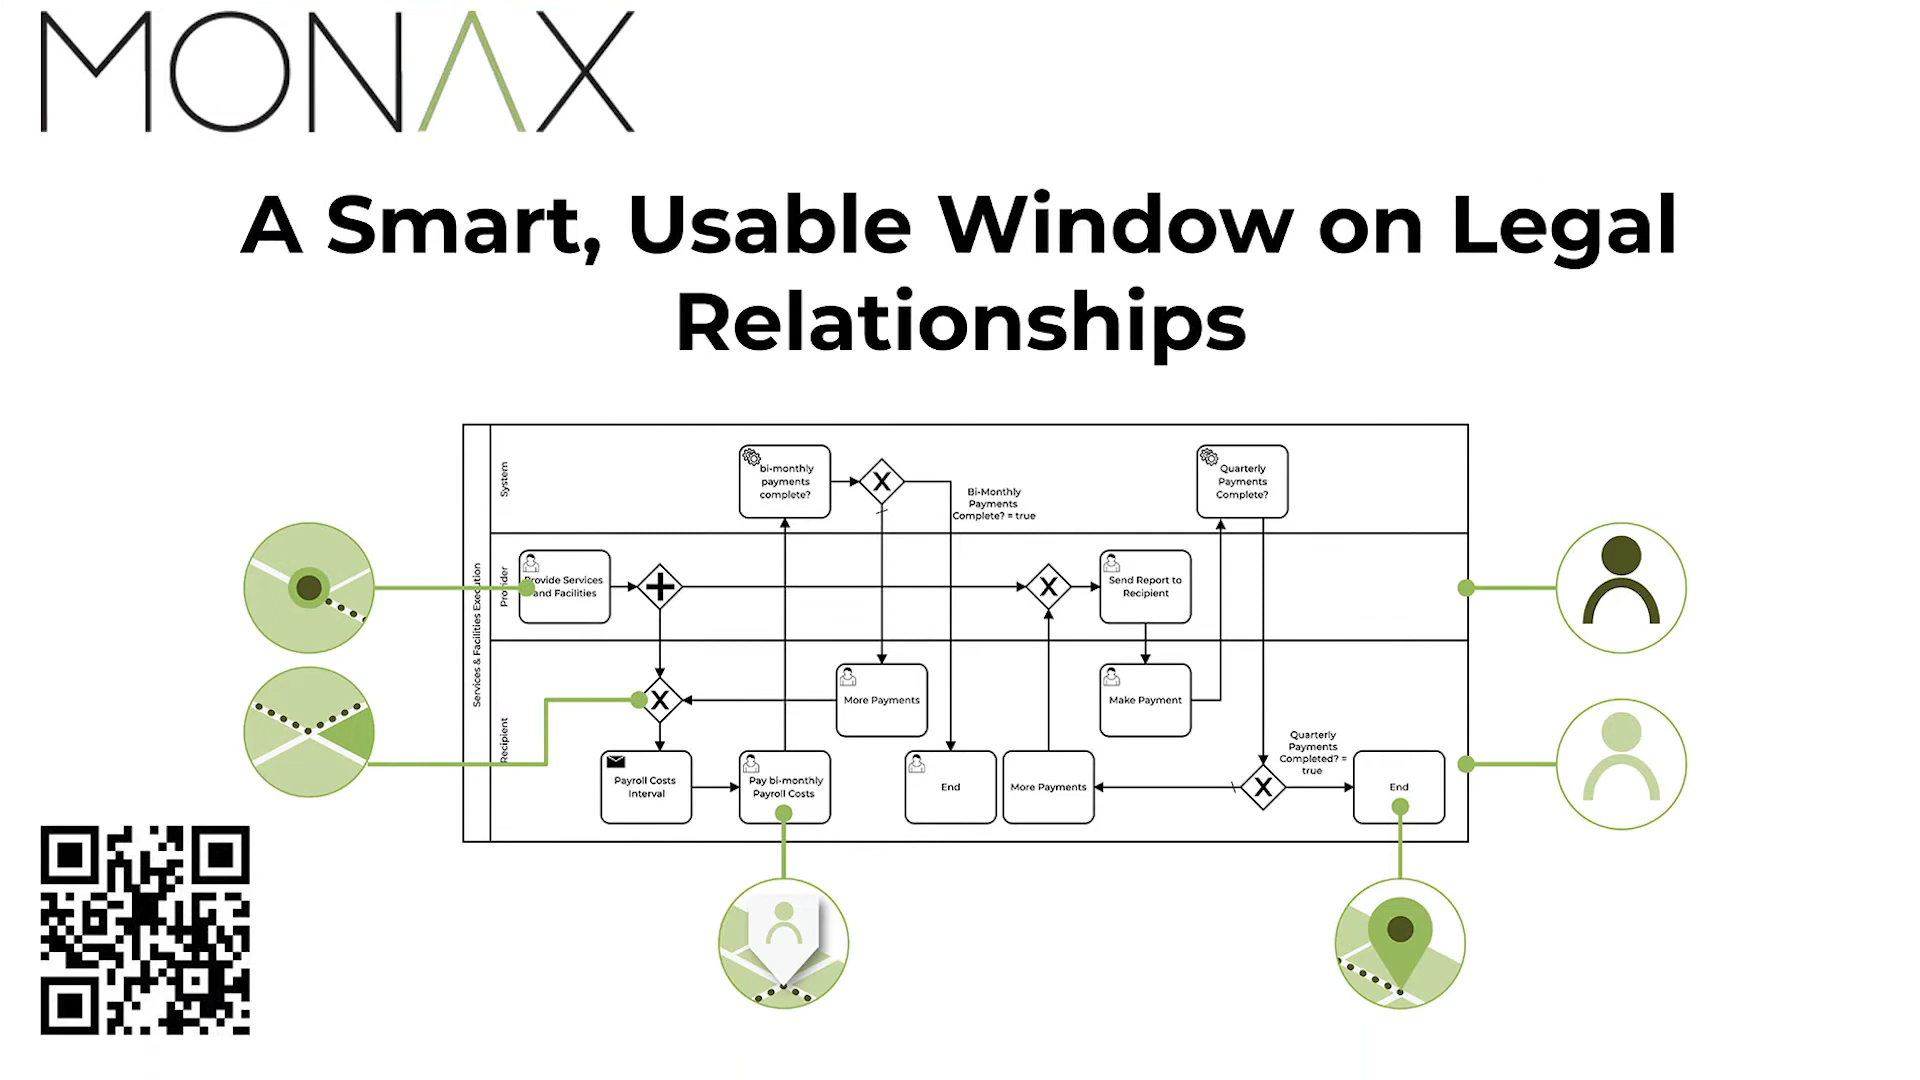 MONAX
A Smart, Usable Window on Legal
Relationships
Services & Facilities Execution
System
bi-monthly
payments
complete?
X
Bi-Monthly
Payments
Complete? = true
Quarterly
Payments
Complete?
Provider
Provide Services
and Facilities
X
Send Report to
Recipient
Recipient
X
More Payments
Make Payment
Payroll Costs
Interval
Pay bi-monthly
Payroll Costs
End
More Payments
X
Quarterly
Payments
Completed? =
true
End